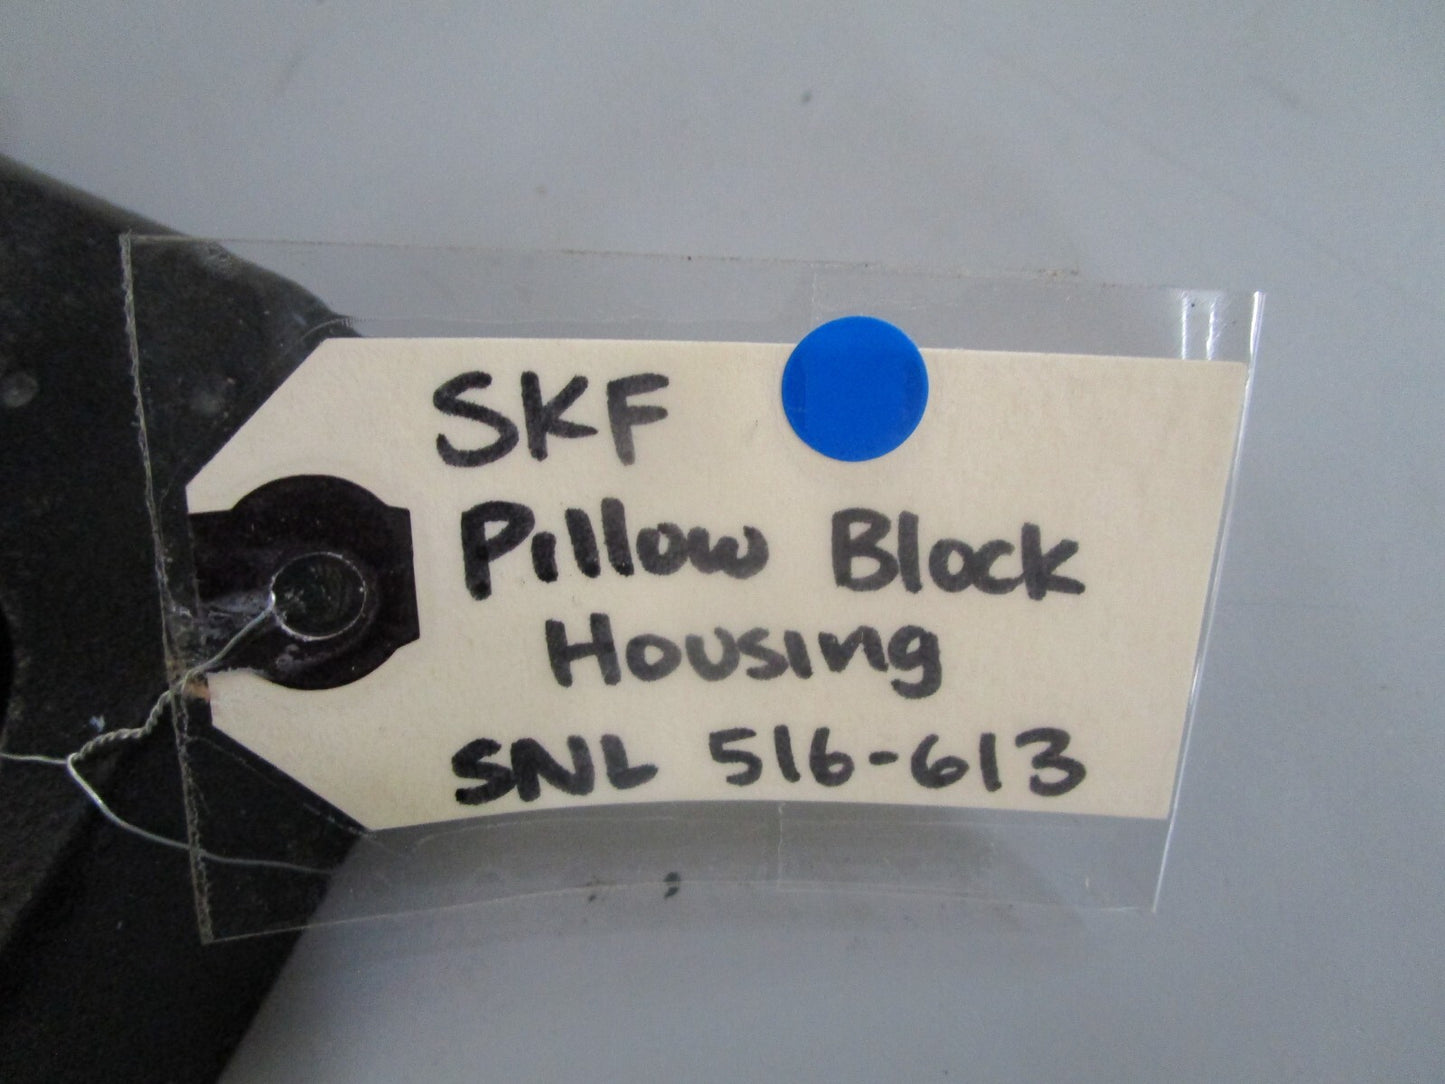 SKF
Pillow Block
Housing
SNL 516-613